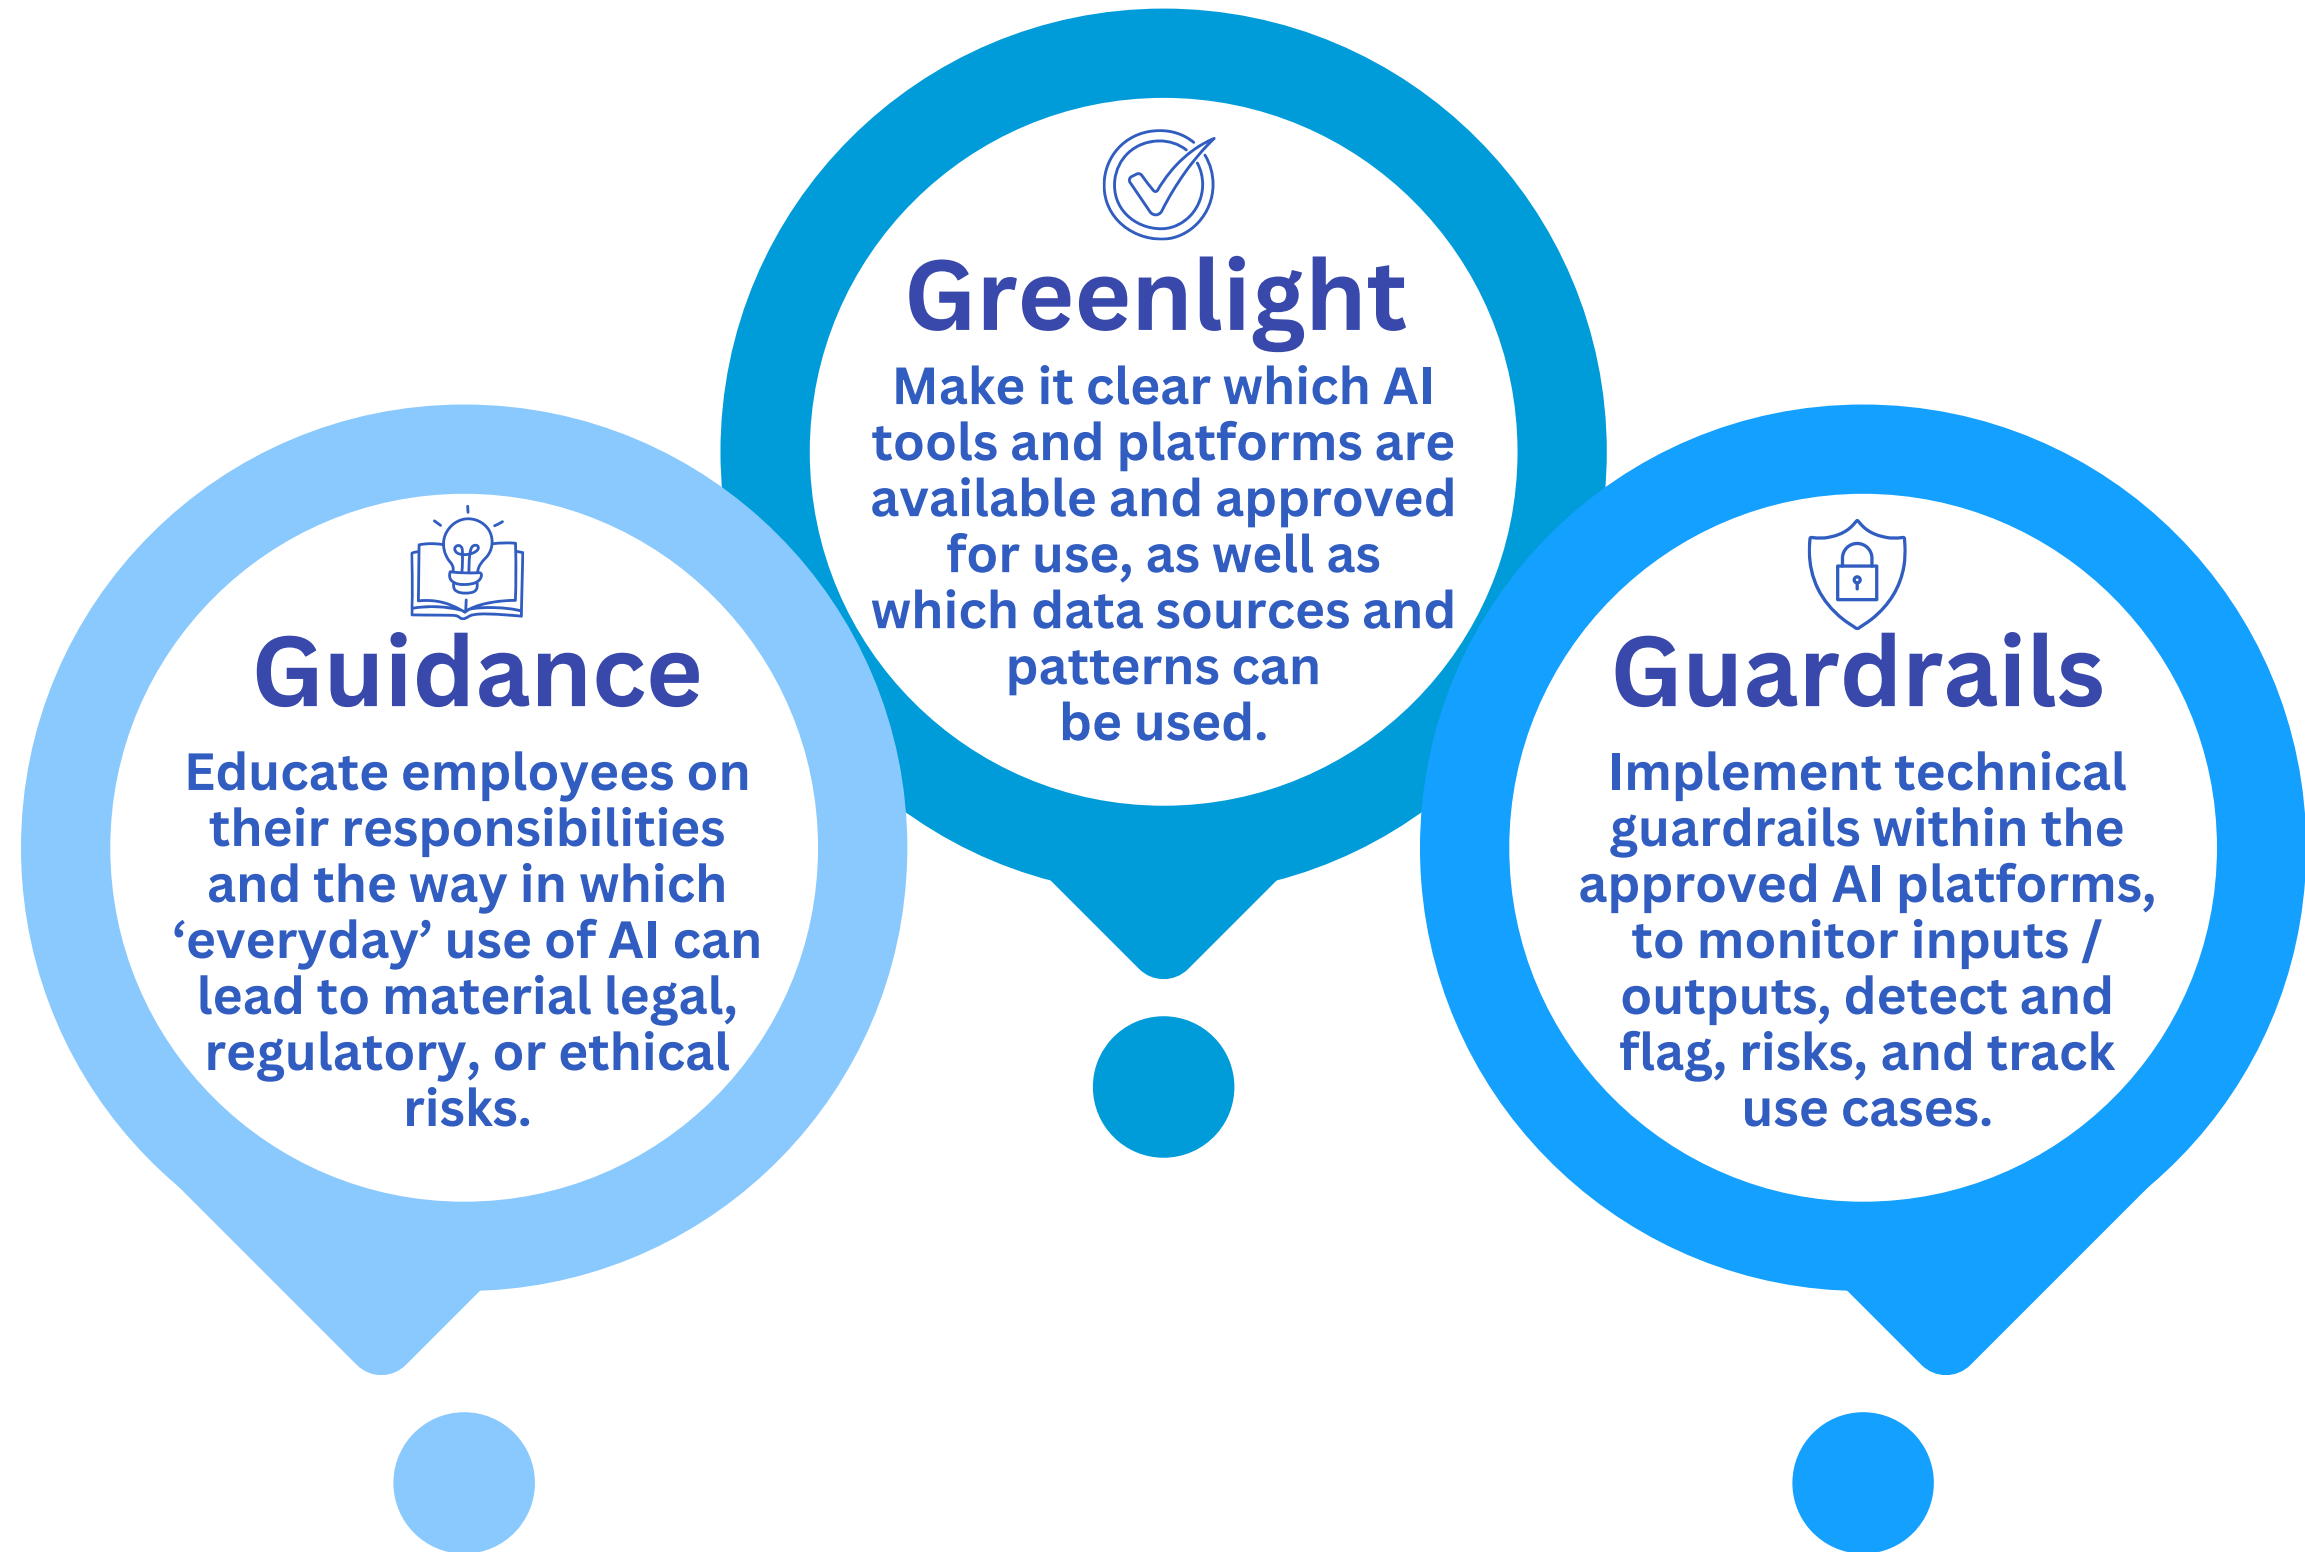 Guidance
Educate employees on
their responsibilities
and the way in which
‘everyday’ use of AI can
lead to material legal,
regulatory, or ethical
risks.
Greenlight
Make it clear which AI
tools and platforms are
available and approved
for use, as well as
which data sources and
patterns can
be used.
Guardrails
Implement technical
guardrails within the
approved AI platforms,
to monitor inputs /
outputs, detect and
flag, risks, and track
use cases.